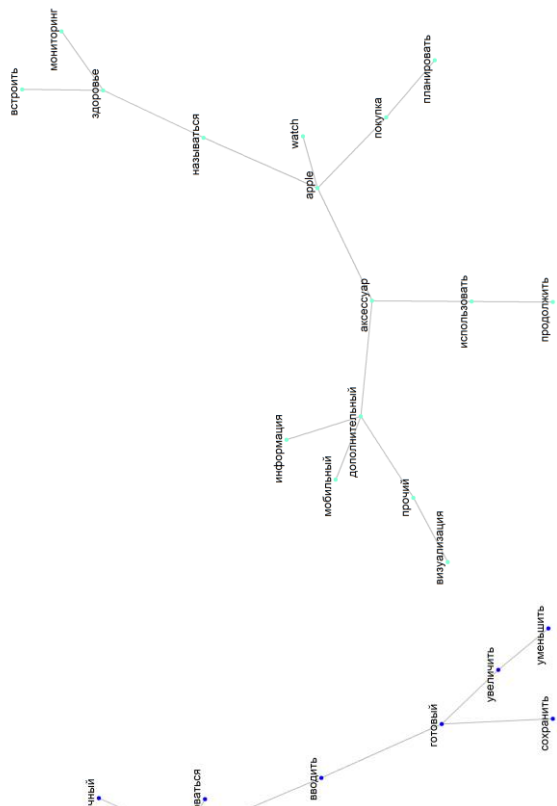 встроить
мониторинг
здоровье
называться
watch
apple
покупка
планировать
аксессуар
использовать
продолжить
информация
мобильный
дополнительный
прочий
визуализация
уменьшить
увеличить
готовый
сохранить
вводить